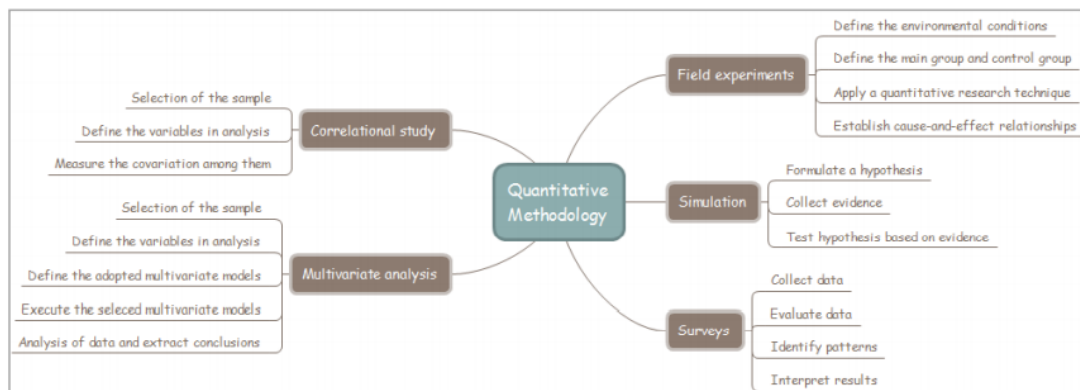 Quantitative
Methodology
Field experiments
Define the environmental conditions
Define the main group and control group
Apply a quantitative research technique
Establish cause-and-effect relationships
Simulation
Formulate a hypothesis
Collect evidence
Test hypothesis based on evidence
Surveys
Collect data
Evaluate data
Identify patterns
Interpret results
Correlational study
Selection of the sample
Define the variables in analysis
Measure the covariation among them
Multivariate analysis
Selection of the sample
Define the variables in analysis
Define the adopted multivariate models
Execute the seleced multivariate models
Analysis of data and extract conclusions